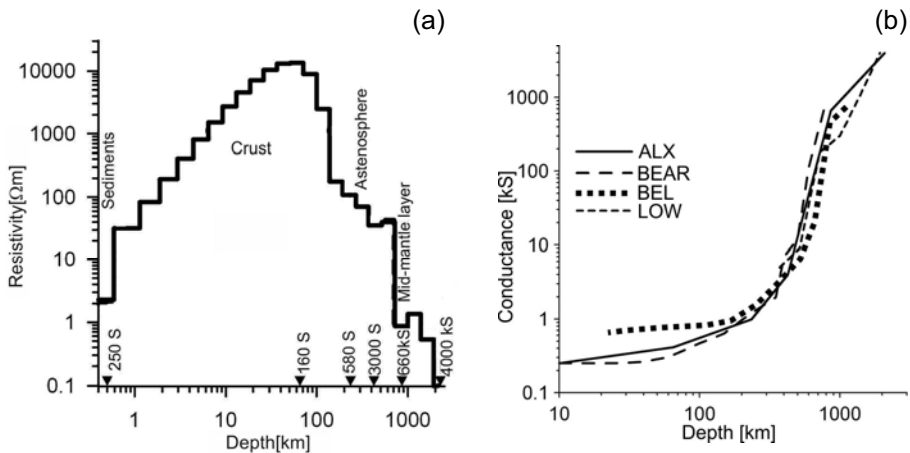 (a)
Resistivity[Ωm]
10000
1000
100
10
1
0.1
Sediments
Crust
Astenosphere
Mid-mantle layer
250 S
160 S
580 S
3000 S
660kS
4000 kS
1
10
100
1000
Depth[km]
(b)
Conductance [kS]
1000
100
10
1
0.1
ALX
BEAR
BEL
LOW
10
100
1000
Depth [km]